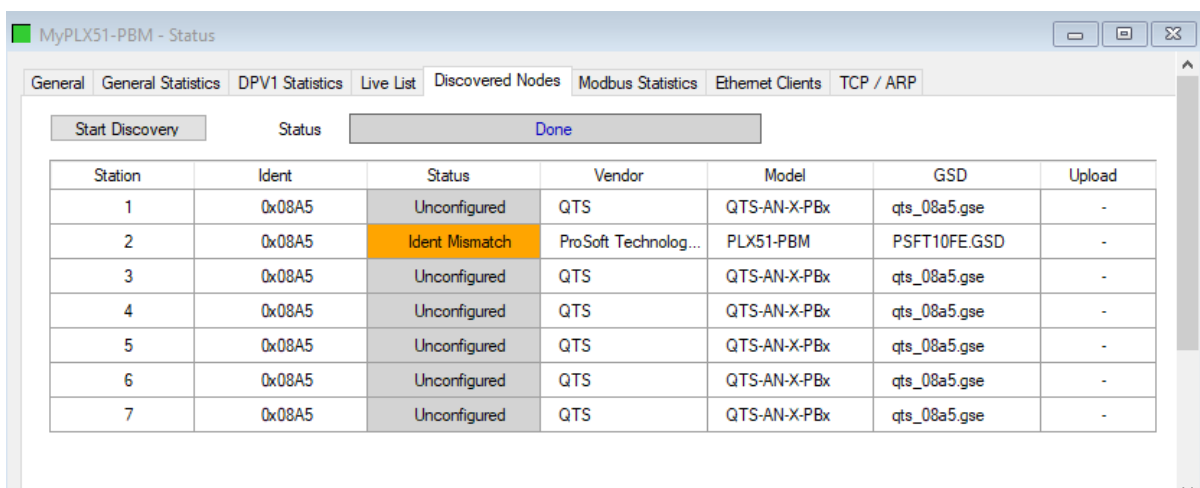 MyPLX51-PBM - Status
General General Statistics DPV1 Statistics Live List Discovered Nodes Modbus Statistics Ethernet Clients TCP / ARP
Start Discovery Status Done
Station Ident Status Vendor Model GSD Upload
1 0x08A5 Unconfigured QTS QTS-AN-X-PBx qts_08a5.gse -
2 0x08A5 Ident Mismatch ProSoft Technolog... PLX51-PBM PSFT10FE.GSD -
3 0x08A5 Unconfigured QTS QTS-AN-X-PBx qts_08a5.gse -
4 0x08A5 Unconfigured QTS QTS-AN-X-PBx qts_08a5.gse -
5 0x08A5 Unconfigured QTS QTS-AN-X-PBx qts_08a5.gse -
6 0x08A5 Unconfigured QTS QTS-AN-X-PBx qts_08a5.gse -
7 0x08A5 Unconfigured QTS QTS-AN-X-PBx qts_08a5.gse -